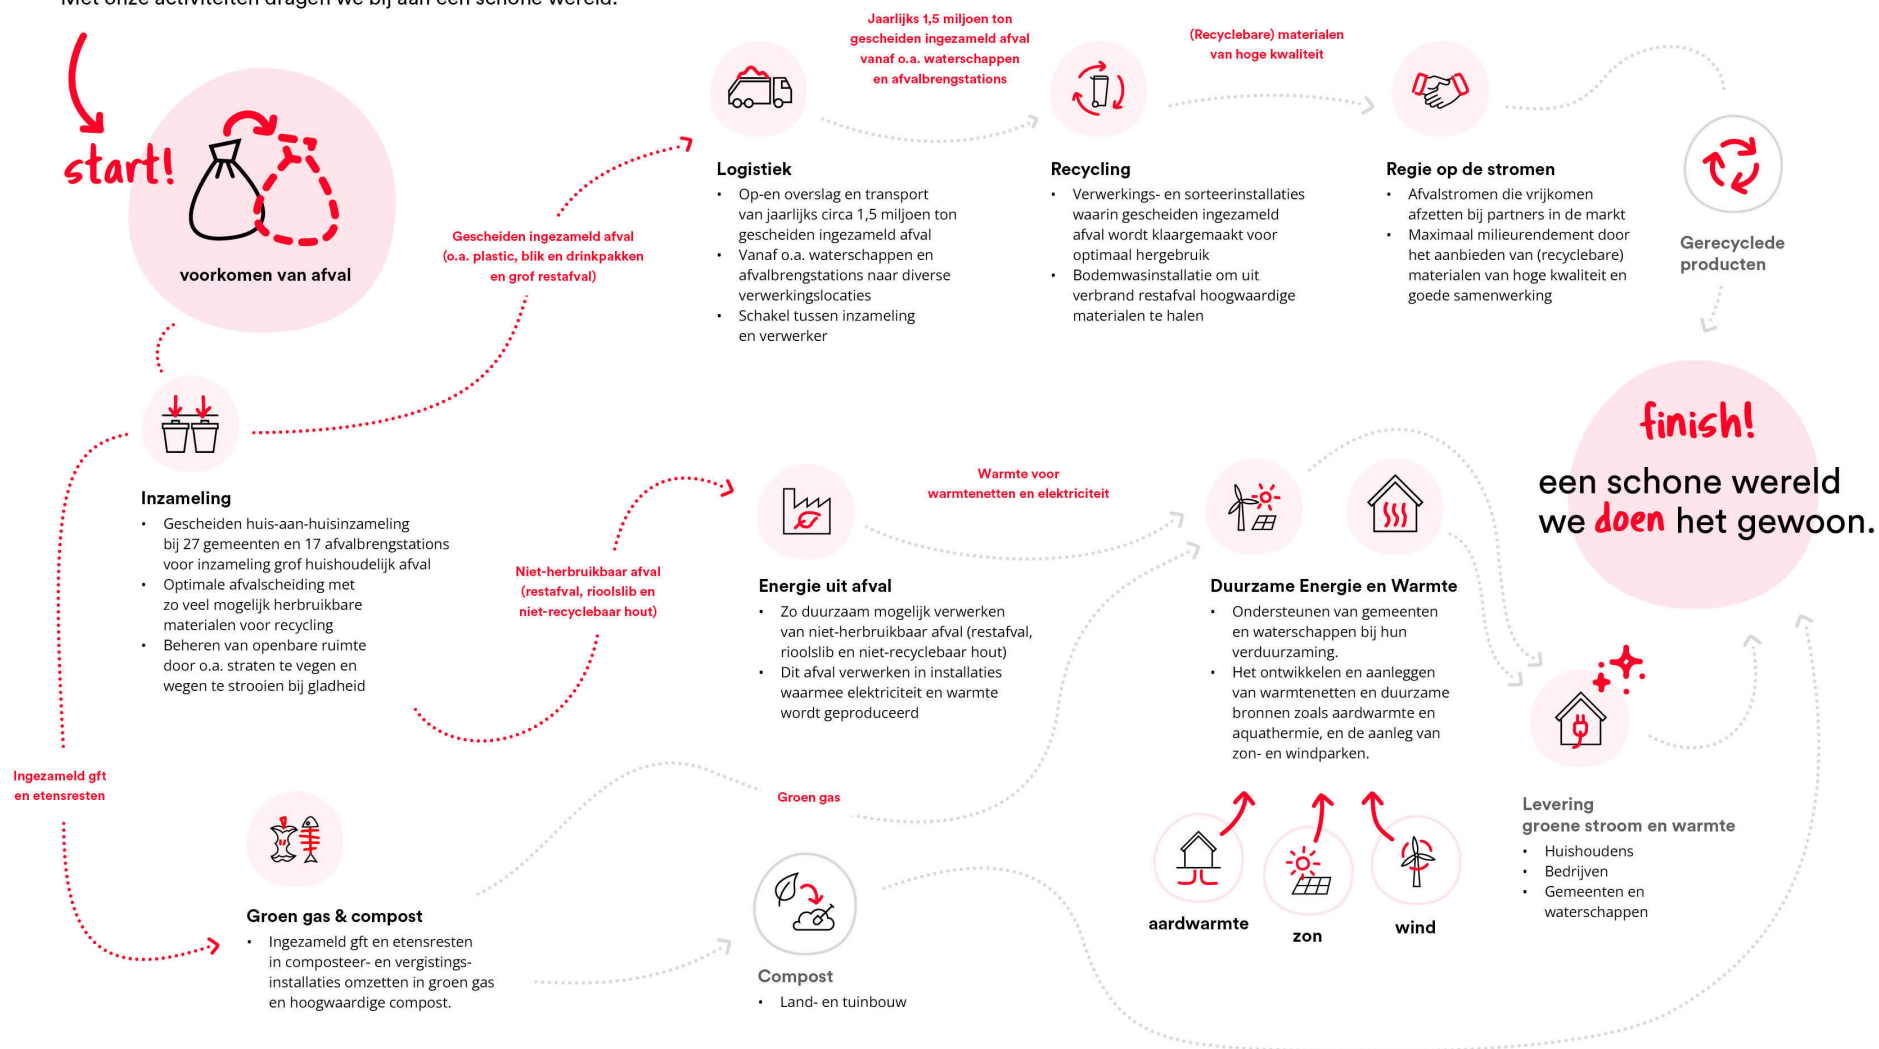 Met onze activiteiten dragen we bij aan een schone wereld.
start!
voorkomen van afval
Gescheiden ingezameld afval
(o.a. plastic, blik en drinkpakken
en grof restafval)
Logistiek
• Op-en overslag en transport
van jaarlijks circa 1,5 miljoen ton
gescheiden ingezameld afval
• Vanaf o.a. waterschappen en
afvalbrengstations naar diverse
verwerkingslocaties
• Schakel tussen inzameling
en verwerker
Jaarlijks 1,5 miljoen ton
gescheiden ingezameld afval
vanaf o.a. waterschappen
en afvalbrengstations
Recycling
• Verwerkings- en sorteerinstallaties
waarin gescheiden ingezameld
afval wordt klaargemaakt voor
optimaal hergebruik
• Bodemwasinstallatie om uit
verbrand restafval hoogwaardige
materialen te halen
(Recyclebare) materialen
van hoge kwaliteit
Regie op de stromen
• Afvalstromen die vrijkomen
afzetten bij partners in de markt
• Maximaal milieurendement door
het aanbieden van (recyclebare)
materialen van hoge kwaliteit en
goede samenwerking
Gerecyclede
producten
Inzameling
• Gescheiden huis-aan-huisinzameling
bij 27 gemeenten en 17 afvalbrengstations
voor inzameling grof huishoudelijk afval
• Optimale afvalscheiding met
zo veel mogelijk herbruikbare
materialen voor recycling
• Beheren van openbare ruimte
door o.a. straten te vegen en
wegen te strooien bij gladheid
Niet-herbruikbaar afval
(restafval, rioolslib en
niet-recyclebaar hout)
Energie uit afval
• Zo duurzaam mogelijk verwerken
van niet-herbruikbaar afval (restafval,
rioolslib en niet-recyclebaar hout)
• Dit afval verwerken in installaties
waarmee elektriciteit en warmte
wordt geproduceerd
Warmte voor
warmtenetten en elektriciteit
Duurzame Energie en Warmte
• Ondersteunen van gemeenten
en waterschappen bij hun
verduurzaming.
• Het ontwikkelen en aanleggen
van warmtenetten en duurzame
bronnen zoals aardwarmte en
aquathermie, en de aanleg van
zon- en windparken.
aardwarmte
zon
wind
finish!
een schone wereld
we doen het gewoon.
Levering
groene stroom en warmte
• Huishoudens
• Bedrijven
• Gemeenten en
waterschappen
Ingezameld gft
en etensresten
Groen gas & compost
• Ingezameld gft en etensresten
in composteer- en vergistings-
installaties omzetten in groen gas
en hoogwaardige compost.
Groen gas
Compost
• Land- en tuinbouw